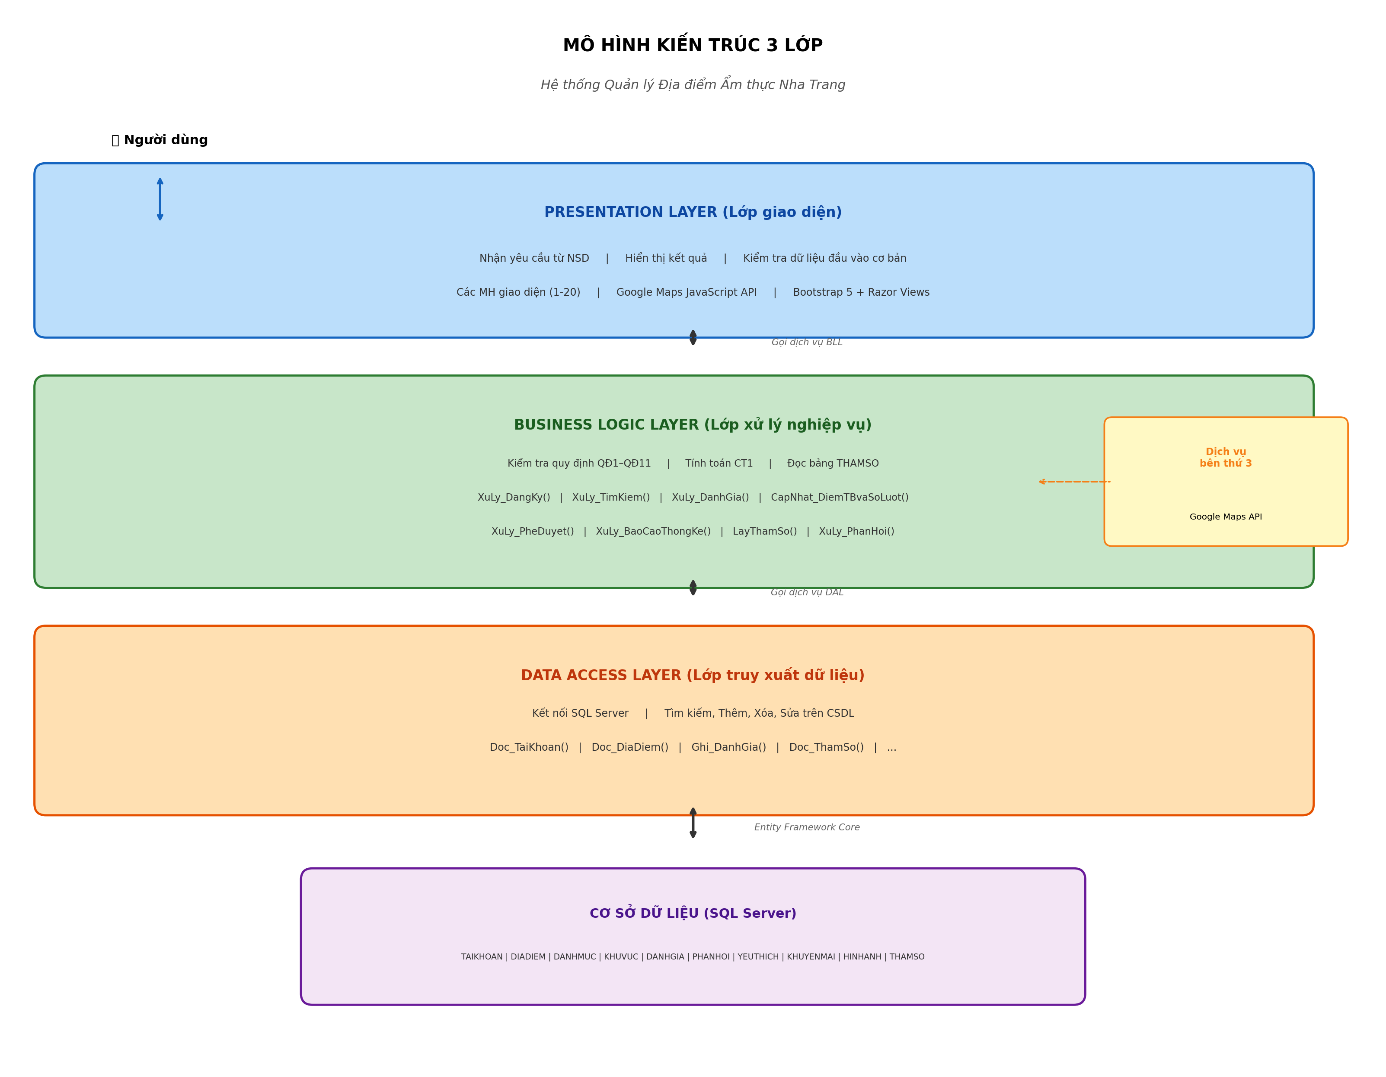 MÔ HÌNH KIẾN TRÚC 3 LỚP
Hệ thống Quản lý Địa điểm Ẩm thực Nha Trang
Người dùng
PRESENTATION LAYER (Lớp giao diện)
Nhận yêu cầu từ NSD | Hiển thị kết quả | Kiểm tra dữ liệu đầu vào cơ bản
Các MH giao diện (1-20) | Google Maps JavaScript API | Bootstrap 5 + Razor Views
Gọi dịch vụ BLL
BUSINESS LOGIC LAYER (Lớp xử lý nghiệp vụ)
Kiểm tra quy định QĐ1–QĐ11 | Tính toán CT1 | Đọc bảng THAMSO
XuLy_DangKy() | XuLy_TimKiem() | XuLy_DanhGia() | CapNhat_DiemTBvaSoLuot()
XuLy_PheDuyet() | XuLy_BaoCaoThongKe() | LayThamSo() | XuLy_PhanHoi()
Dịch vụ
bên thứ 3
Google Maps API
Gọi dịch vụ DAL
DATA ACCESS LAYER (Lớp truy xuất dữ liệu)
Kết nối SQL Server | Tìm kiếm, Thêm, Xóa, Sửa trên CSDL
Doc_TaiKhoan() | Doc_DiaDiem() | Ghi_DanhGia() | Doc_ThamSo() | ...
Entity Framework Core
CƠ SỞ DỮ LIỆU (SQL Server)
TAIKHOAN | DIADIEM | DANHMUC | KHUVUC | DANHGIA | PHANHOI | YEUTHICH | KHUYENMAI | HINHANH | THAMSO